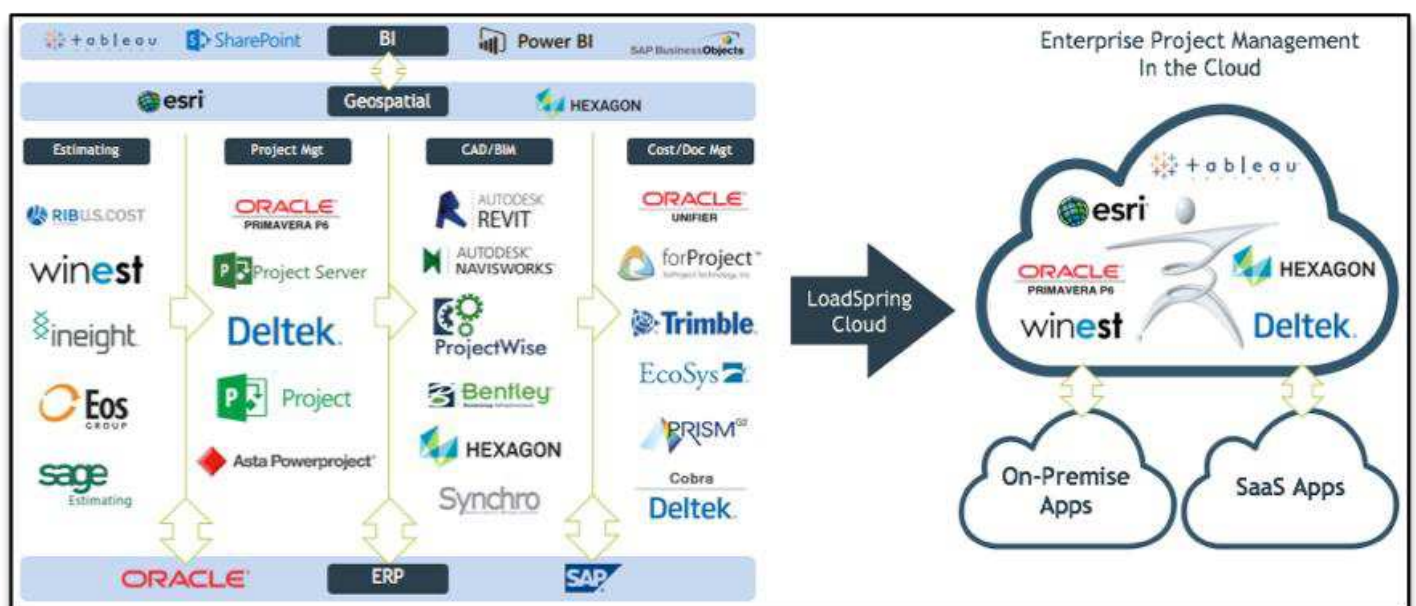 tableau SharePoint BI Power BI SAP BusinessObjects
esri Geospatial HEXAGON
Estimating
RIB U.S.COST
winest
ineight
Eos
GROUP
sage
Estimating
Project Mgt
ORACLE
PRIMAVERA P6
Project Server
Deltek.
Project
Asta Powerproject
CAD/BIM
AUTODESK
REVIT
AUTODESK
NAVISWORKS
ProjectWise
Bentley
HEXAGON
Synchro
Cost/Doc Mgt
ORACLE
UNIFIER
forProject™
Trimble.
EcoSys
PRISM G2
Cobra
Deltek.
ORACLE ERP SAP
LoadSpring
Cloud
Enterprise Project Management
In the Cloud
tableau
esri
ORACLE
PRIMAVERA P6
HEXAGON
winest
Deltek.
On-Premise
Apps
SaaS Apps